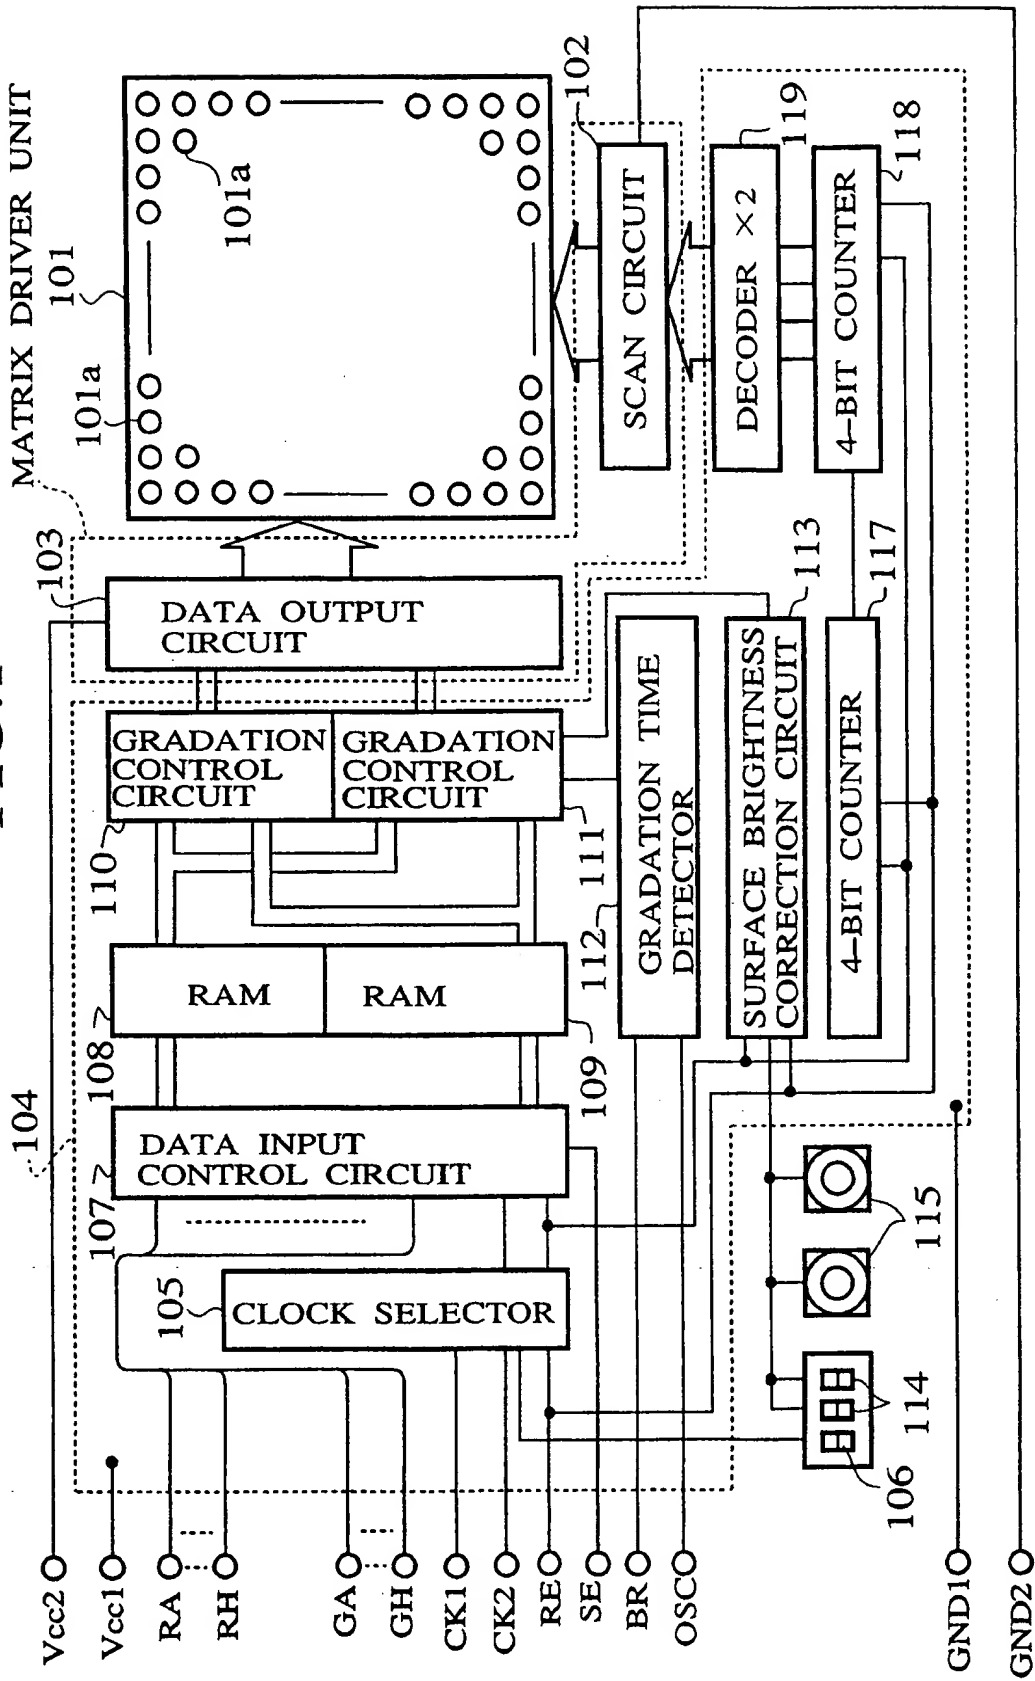 MATRIX DRIVER UNIT
101
101a
101a
102
103
104
DATA OUTPUT
CIRCUIT
SCAN CIRCUIT
119
DECODER ×2
118
4-BIT COUNTER
GRADATION
CONTROL
CIRCUIT
GRADATION
CONTROL
CIRCUIT
110
111
112
GRADATION TIME
DETECTOR
113
SURFACE BRIGHTNESS
CORRECTION CIRCUIT
117
4-BIT COUNTER
RAM
RAM
108
109
DATA INPUT
CONTROL CIRCUIT
107
105
CLOCK SELECTOR
115
114
106
Vcc2
Vcc1
RA
RH
GA
GH
CK1
CK2
RE
SE
BR
OSC
GND1
GND2